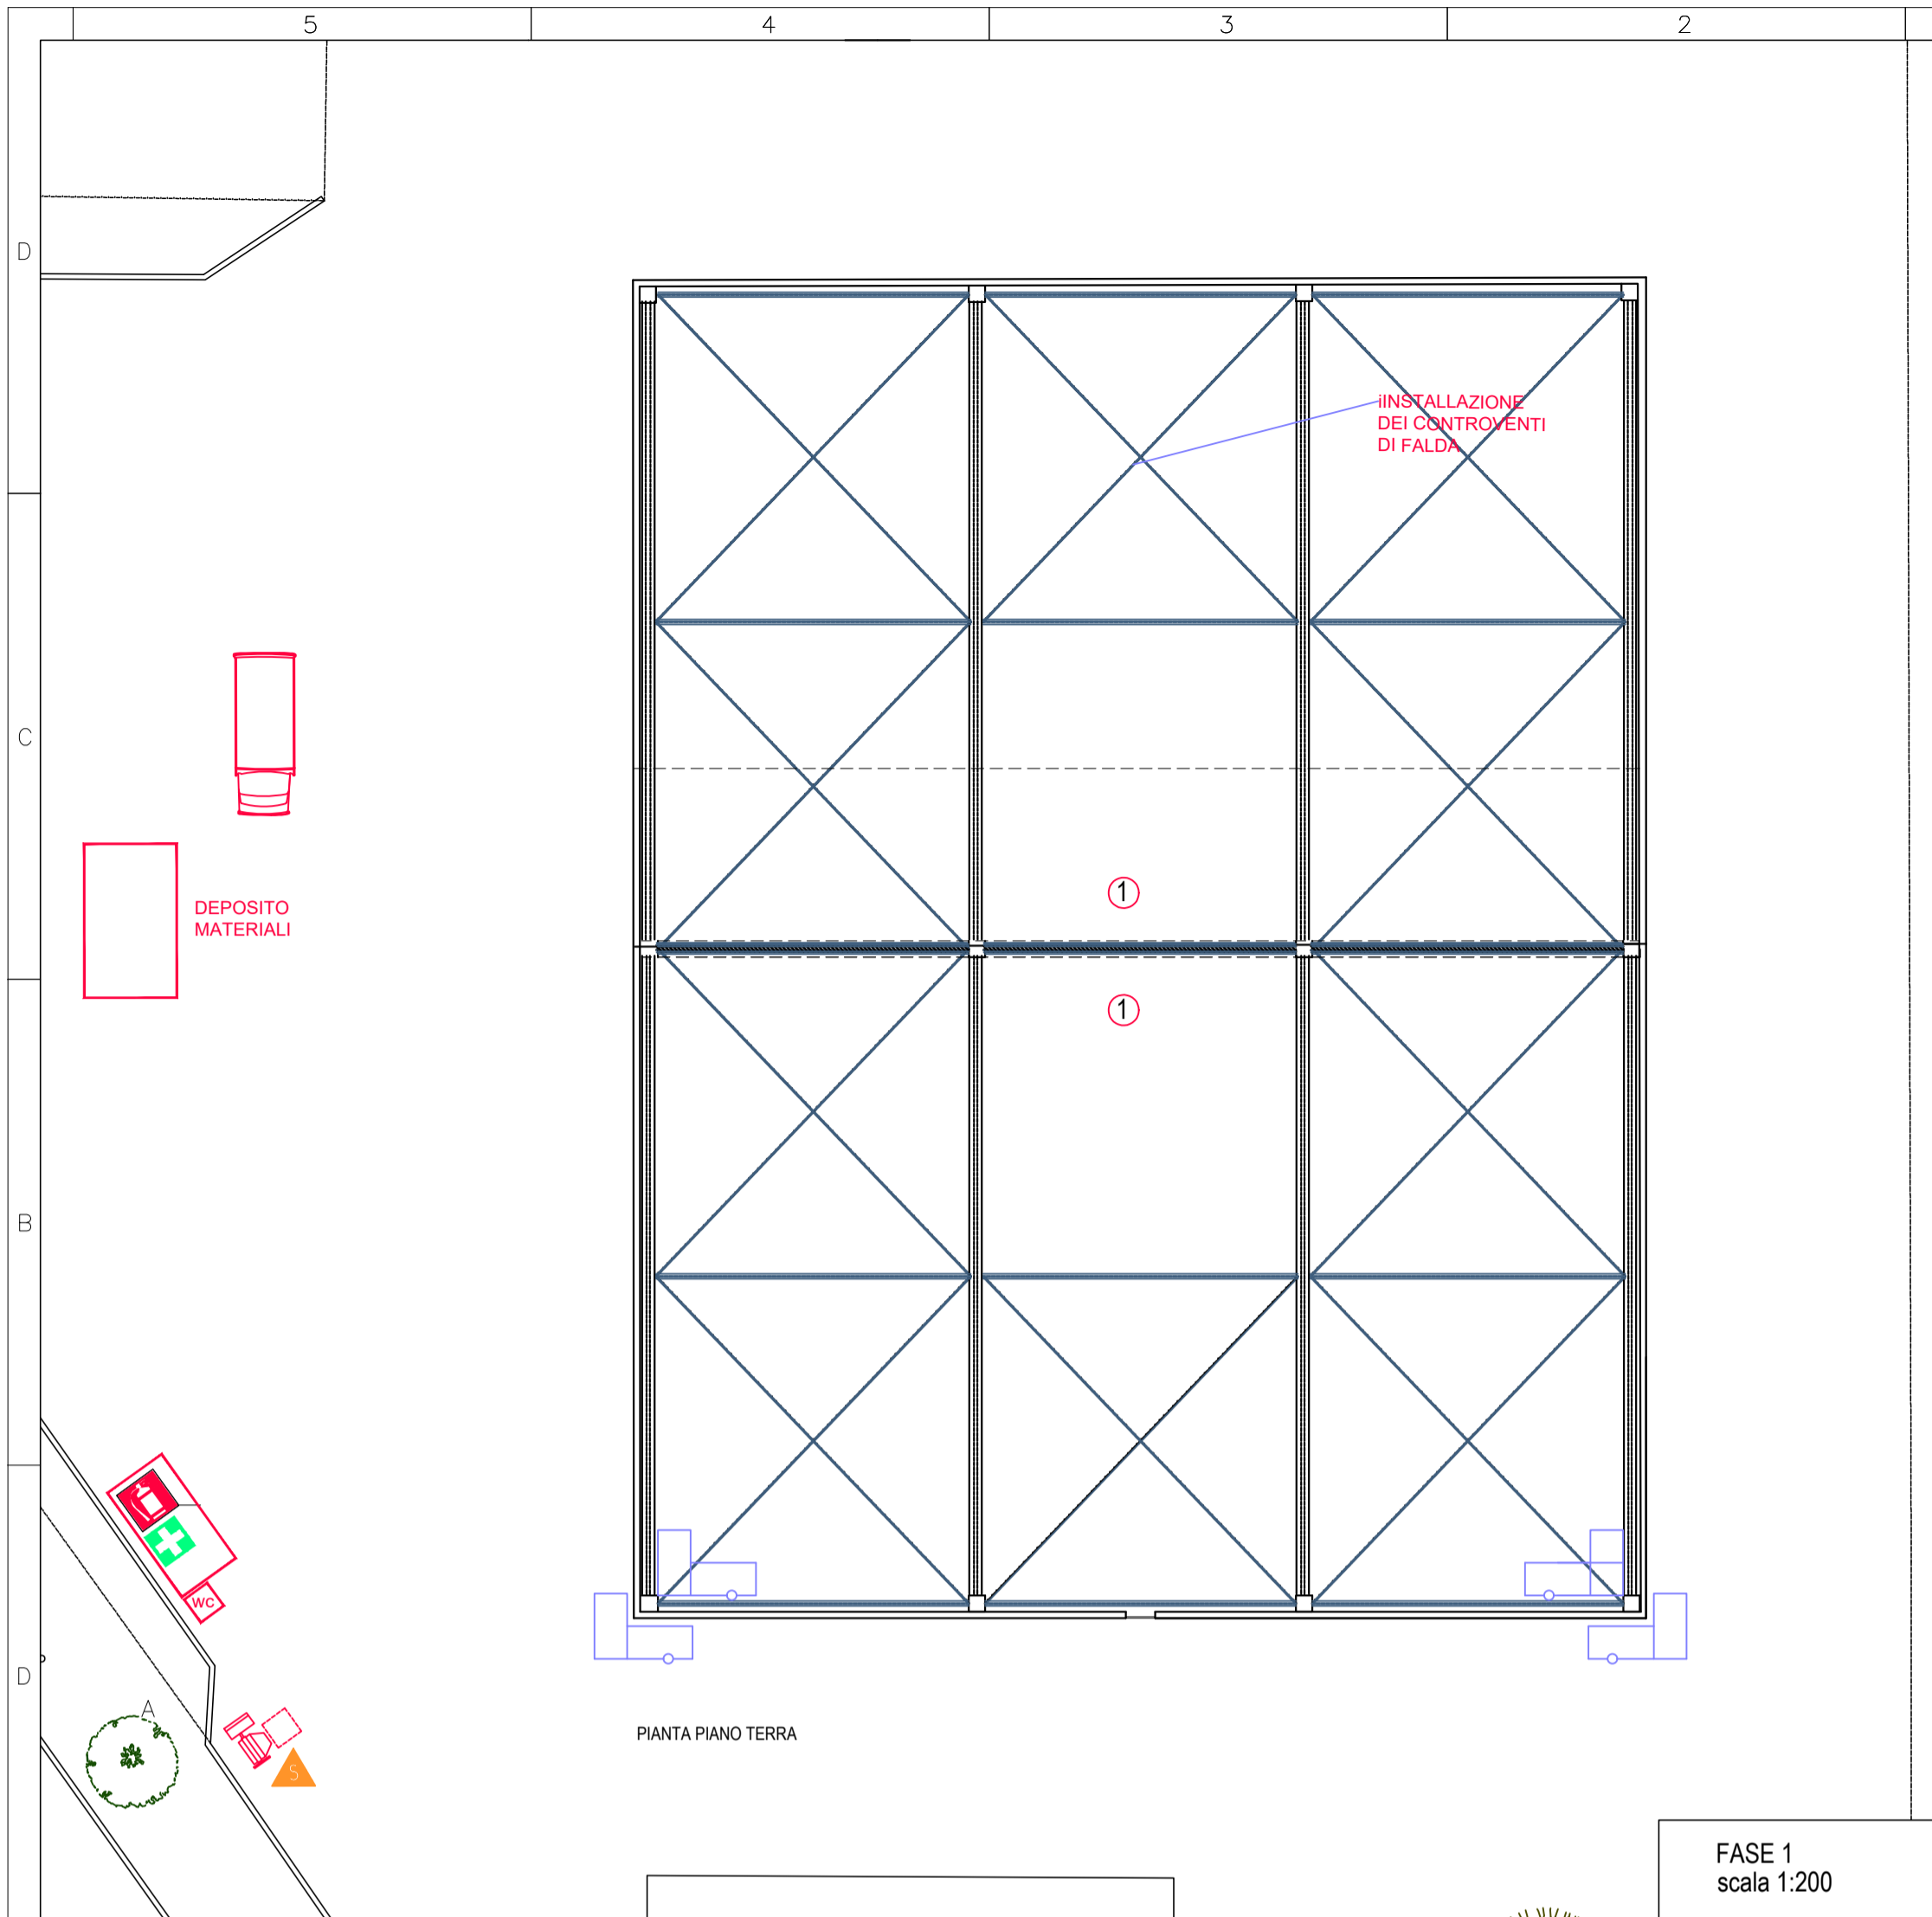 5 4 3 2
D
iINSTALLAZIONE
DEI CONTROVENTI
DI FALDA
C
1
DEPOSITO
MATERIALI
1
B
WC
D
A
S
PIANTA PIANO TERRA
FASE 1
scala 1:200